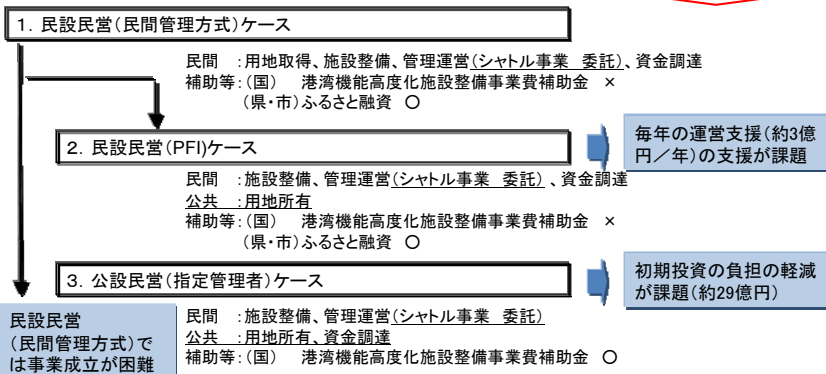 1. 民設民営(民間管理方式)ケース
民間 :用地取得、施設整備、管理運営(シャトル事業 委託)、資金調達
補助等:(国) 港湾機能高度化施設整備事業費補助金 ×
(県・市)ふるさと融資 〇
2. 民設民営(PFI)ケース
毎年の運営支援(約3億
円/年)の支援が課題
民間 :施設整備、管理運営(シャトル事業 委託) 、資金調達
公共 :用地所有
補助等:(国) 港湾機能高度化施設整備事業費補助金 ×
(県・市)ふるさと融資 〇
3. 公設民営(指定管理者)ケース
初期投資の負担の軽減
が課題(約29億円)
民設民営
(民間管理方式)で
は事業成立が困難
民間 :施設整備、管理運営(シャトル事業 委託)
公共 :用地所有、資金調達
補助等:(国) 港湾機能高度化施設整備事業費補助金 〇